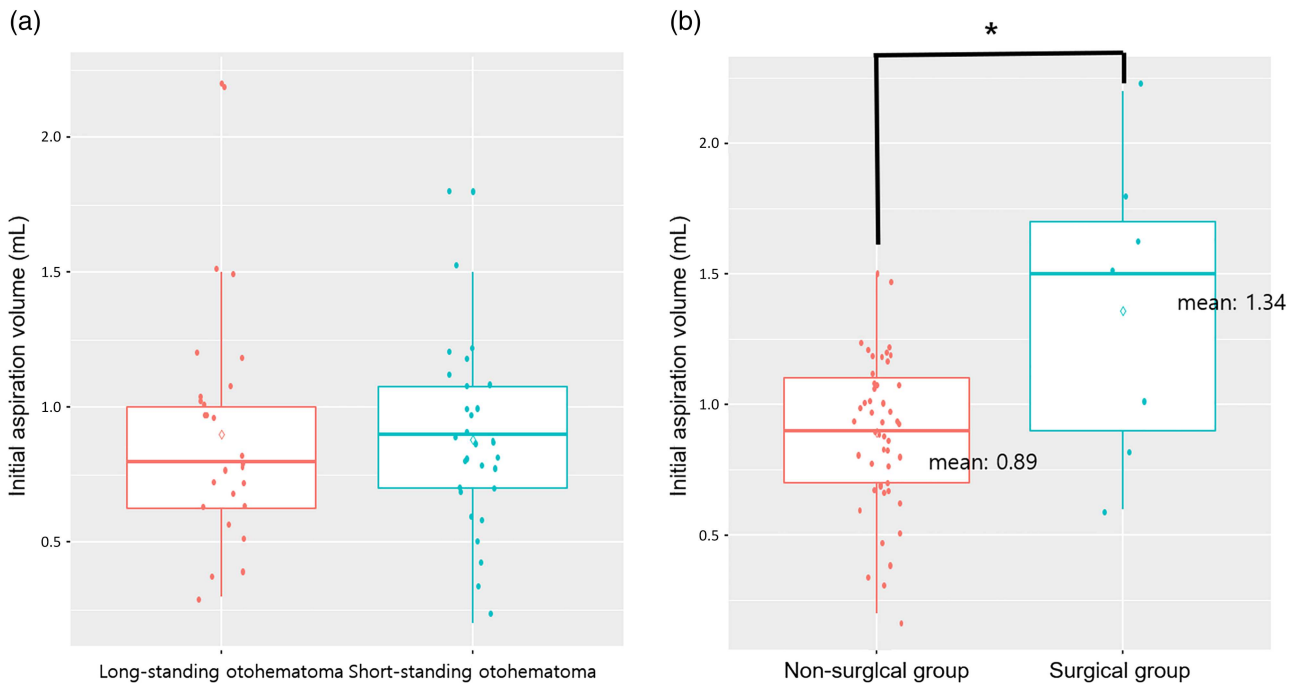 (a)
Initial aspiration volume (mL)
2.0
1.5
1.0
0.5
Long-standing otohematoma
Short-standing otohematoma
(b)
*
Initial aspiration volume (mL)
2.0
1.5
1.0
0.5
mean: 1.34
mean: 0.89
Non-surgical group
Surgical group